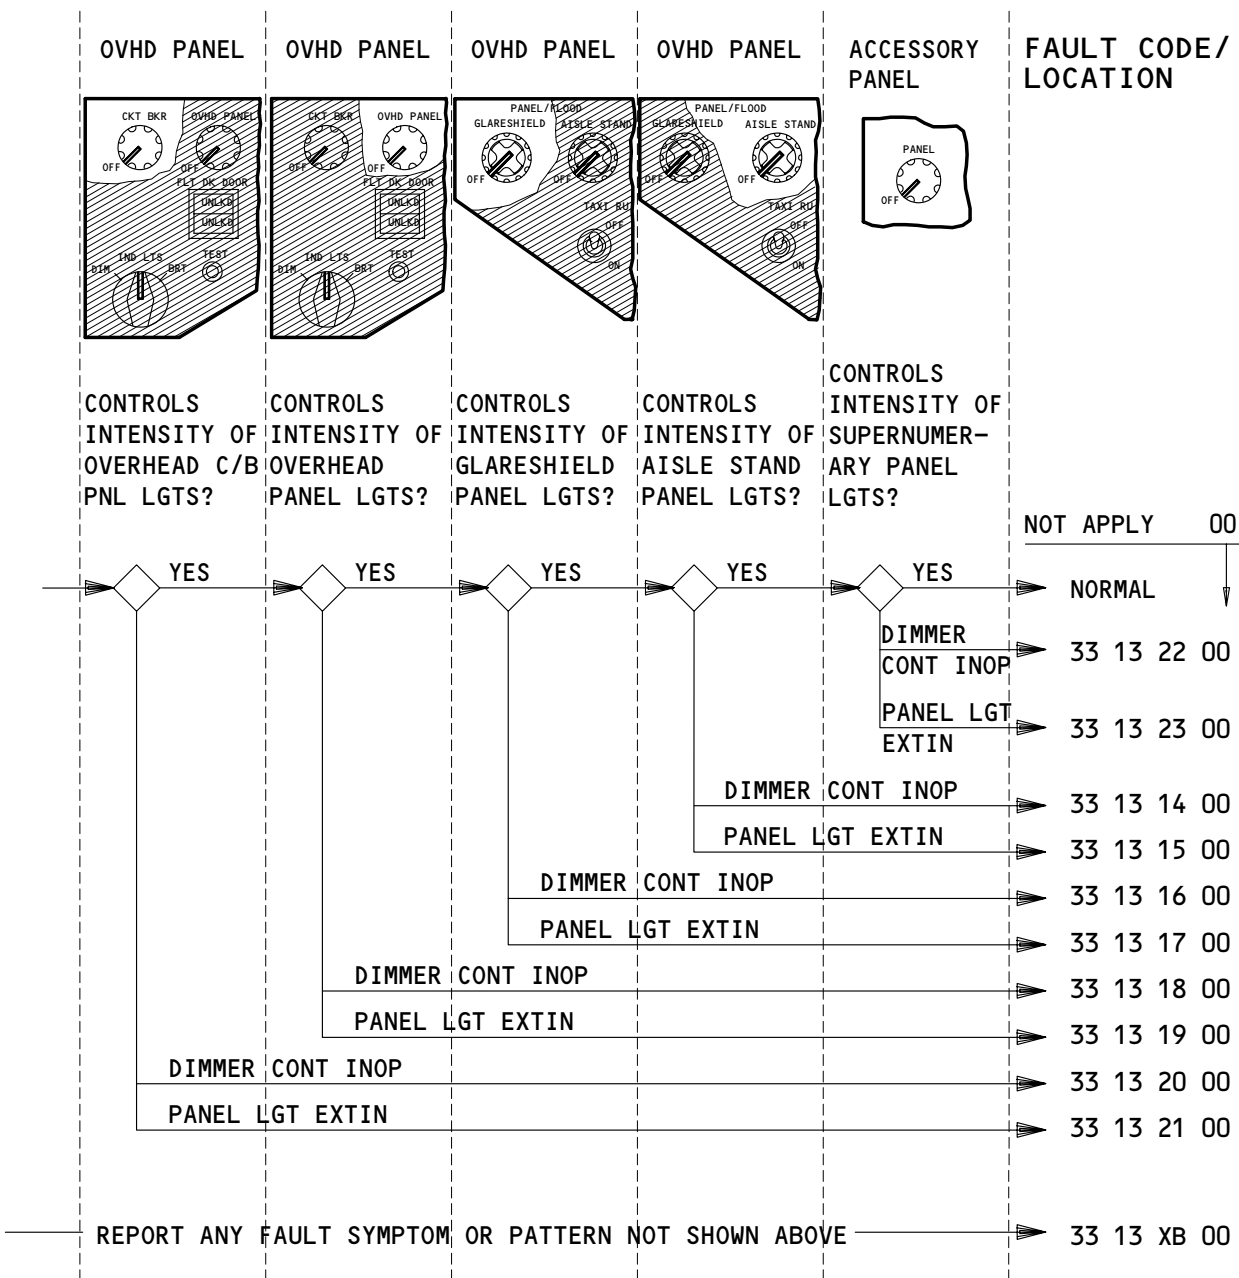 OVHD PANEL
OVHD PANEL
OVHD PANEL
OVHD PANEL
ACCESSORY
PANEL
FAULT CODE/
LOCATION
CKT BKR
OVHD PANEL
OFF
OFF
FLT DK DOOR
UNLKD
UNLKD
IND LTS
TEST
DIM
BRT
CKT BKR
OVHD PANEL
OFF
OFF
FLT DK DOOR
UNLKD
UNLKD
IND LTS
TEST
DIM
BRT
PANEL/FLOOD
GLARESHIELD
AISLE STAND
OFF
OFF
TAXI RU
OFF
ON
PANEL/FLOOD
GLARESHIELD
AISLE STAND
OFF
OFF
TAXI RU
OFF
ON
PANEL
OFF
CONTROLS
INTENSITY OF
OVERHEAD C/B
PNL LGTS?
CONTROLS
INTENSITY OF
OVERHEAD
PANEL LGTS?
CONTROLS
INTENSITY OF
GLARESHIELD
PANEL LGTS?
CONTROLS
INTENSITY OF
AISLE STAND
PANEL LGTS?
CONTROLS
INTENSITY OF
SUPERNUMER-
ARY PANEL
LGTS?
NOT APPLY 00
YES
YES
YES
YES
YES
NORMAL
DIMMER
CONT INOP
33 13 22 00
PANEL LGT
EXTIN
33 13 23 00
DIMMER CONT INOP
33 13 14 00
PANEL LGT EXTIN
33 13 15 00
DIMMER CONT INOP
33 13 16 00
PANEL LGT EXTIN
33 13 17 00
DIMMER CONT INOP
33 13 18 00
PANEL LGT EXTIN
33 13 19 00
DIMMER CONT INOP
33 13 20 00
PANEL LGT EXTIN
33 13 21 00
REPORT ANY FAULT SYMPTOM OR PATTERN NOT SHOWN ABOVE
33 13 XB 00